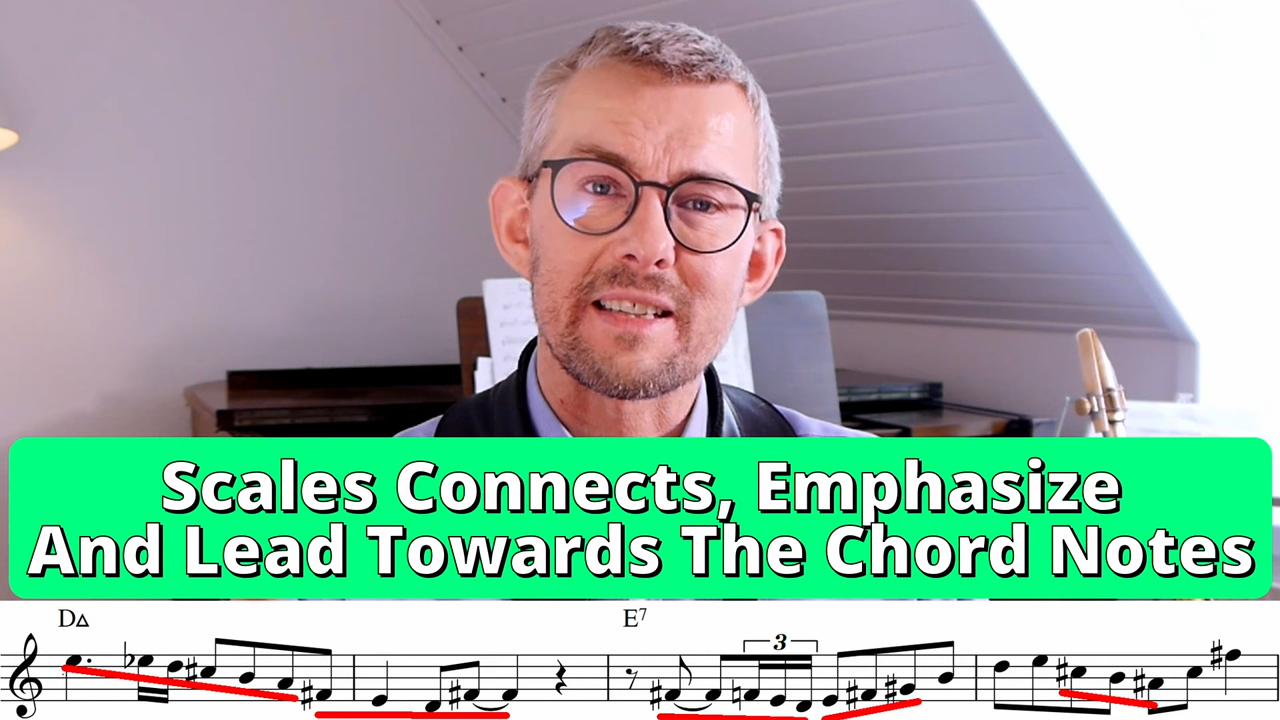 Scales Connects, Emphasize
And Lead Towards The Chord Notes
D△ E7
3